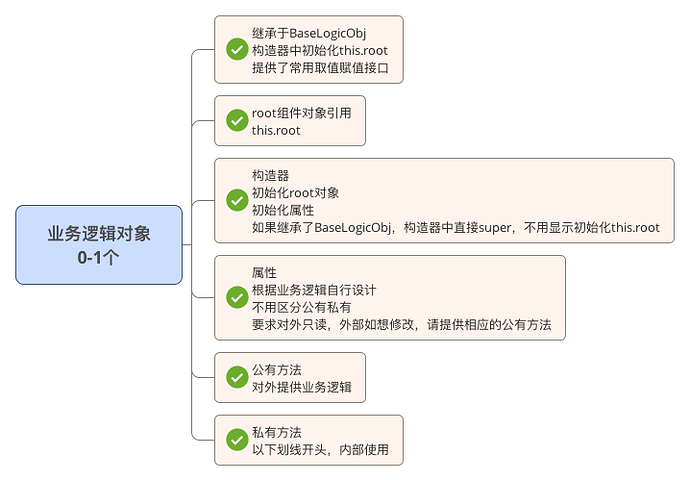 业务逻辑对象
0-1个
继承于BaseLogicObj
构造器中初始化this.root
提供了常用取值赋值接口
root组件对象引用
this.root
构造器
初始化root对象
初始化属性
如果继承了BaseLogicObj，构造器中直接super，不用显示初始化this.root
属性
根据业务逻辑自行设计
不用区分公有私有
要求对外只读，外部如想修改，请提供相应的公有方法
公有方法
对外提供业务逻辑
私有方法
以下划线开头，内部使用